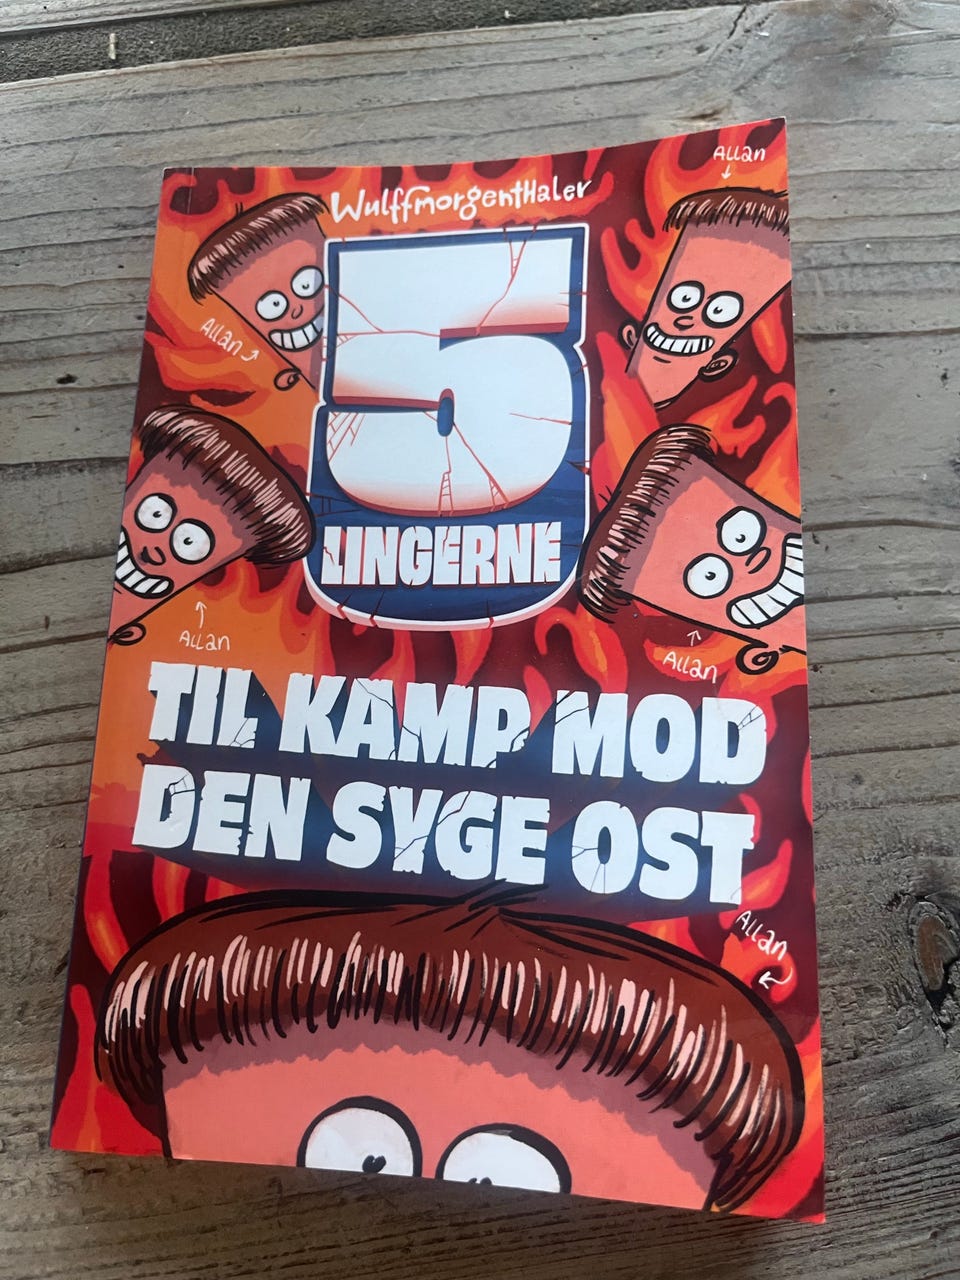 Wulffmorgenthaler
Allan
Allan
5
LINGERNE
Allan
Allan
TIL KAMP MOD
DEN SYGE OST
Allan